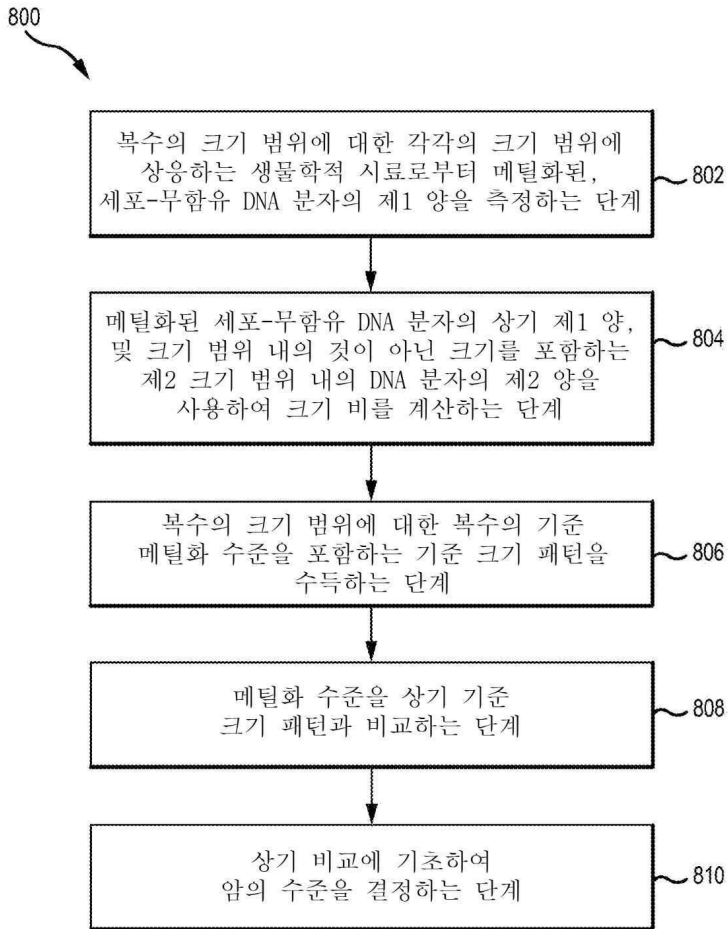 800
복수의 크기 범위에 대한 각각의 크기 범위에
상응하는 생물학적 시료로부터 메틸화된,
세포-무함유 DNA 분자의 제1 양을 측정하는 단계
802
메틸화된 세포-무함유 DNA 분자의 상기 제1 양,
및 크기 범위 내의 것이 아닌 크기를 포함하는
제2 크기 범위 내의 DNA 분자의 제2 양을
사용하여 크기 비를 계산하는 단계
804
복수의 크기 범위에 대한 복수의 기준
메틸화 수준을 포함하는 기준 크기 패턴을
수득하는 단계
806
메틸화 수준을 상기 기준
크기 패턴과 비교하는 단계
808
상기 비교에 기초하여
암의 수준을 결정하는 단계
810